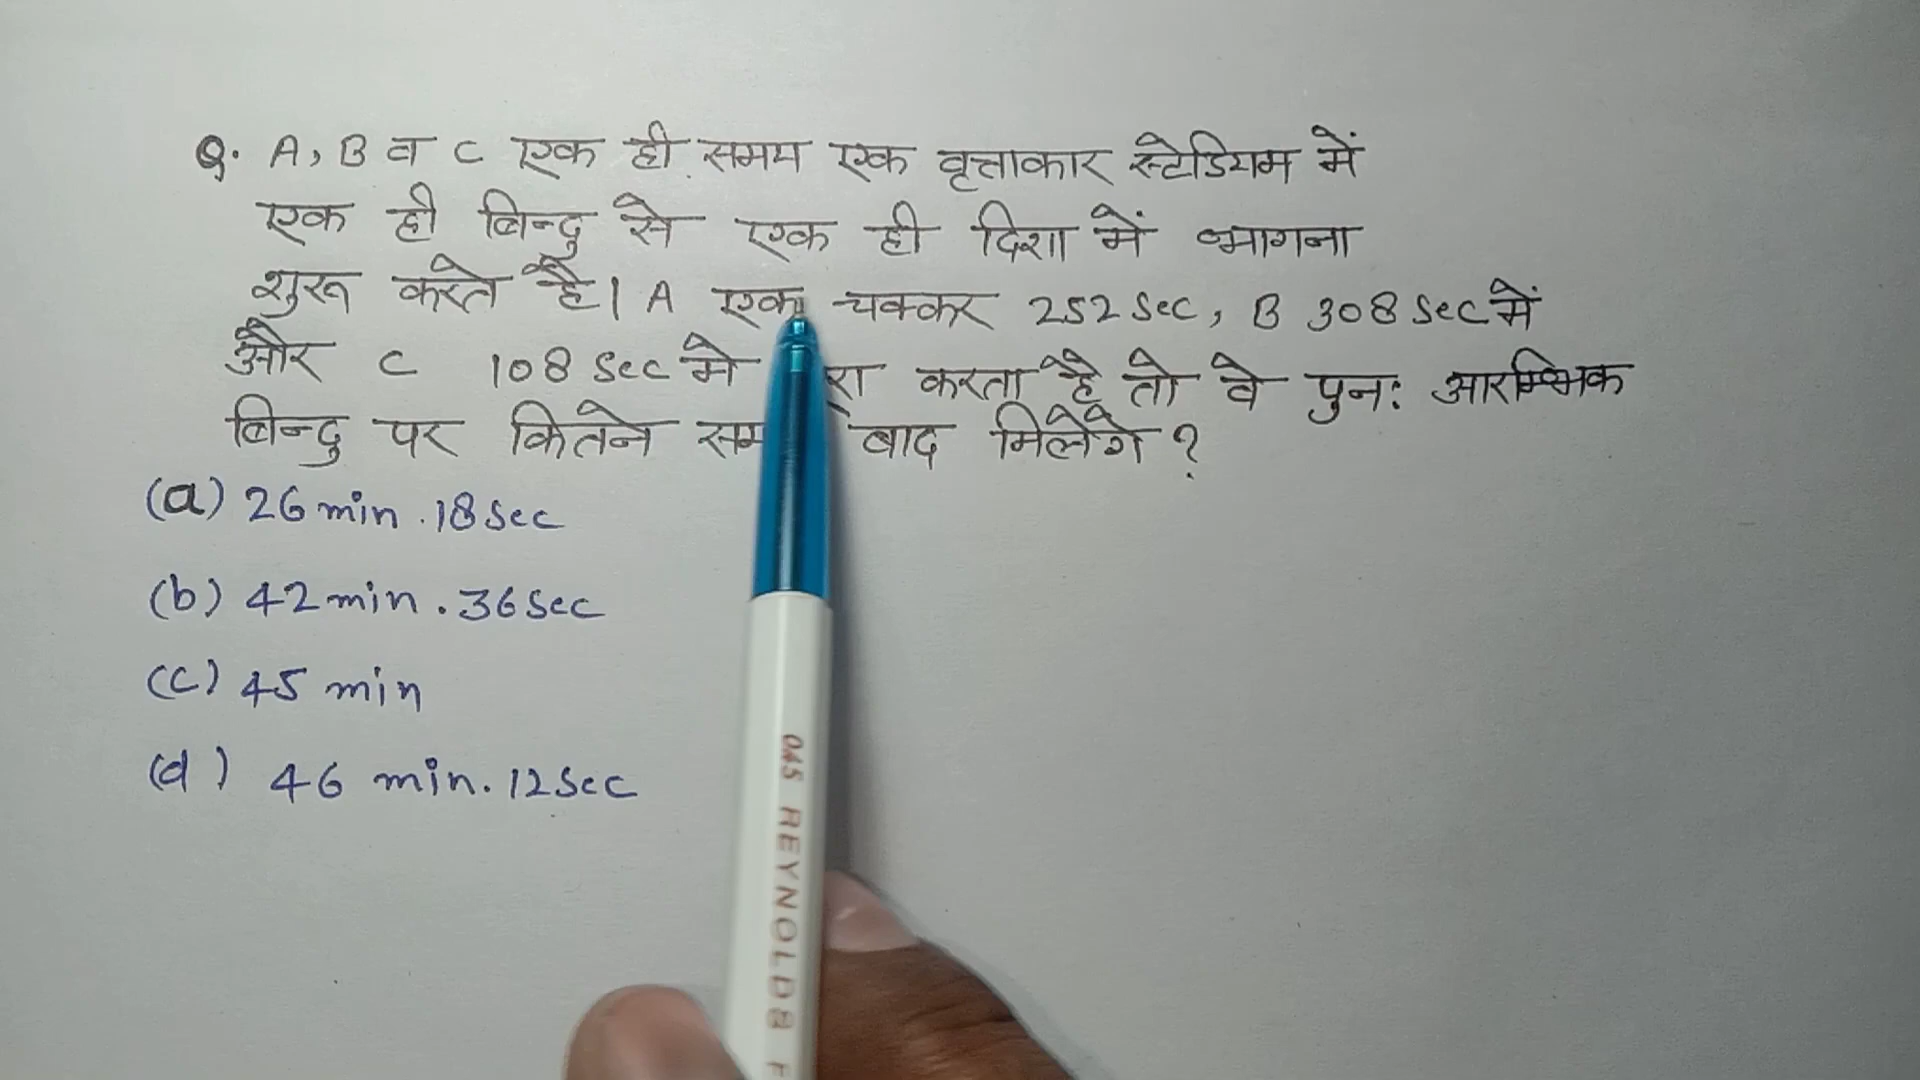 Q. A, B व C एक ही समय एक वृत्ताकार स्टेडियम में
एक ही बिन्दु से एक ही दिशा में भागना
शुरू करते है। A एक चक्कर 252 Sec, B 308 Sec में
और C 108 Sec मे रा करता है तो वे पुनः आरम्भिक
बिन्दु पर कितने सम बाद मिलेंगे ?
(a) 26 min . 18 Sec
(b) 42 min . 36 Sec
(c) 45 min
(d) 46 min. 12 Sec
045 REYNOLDS F